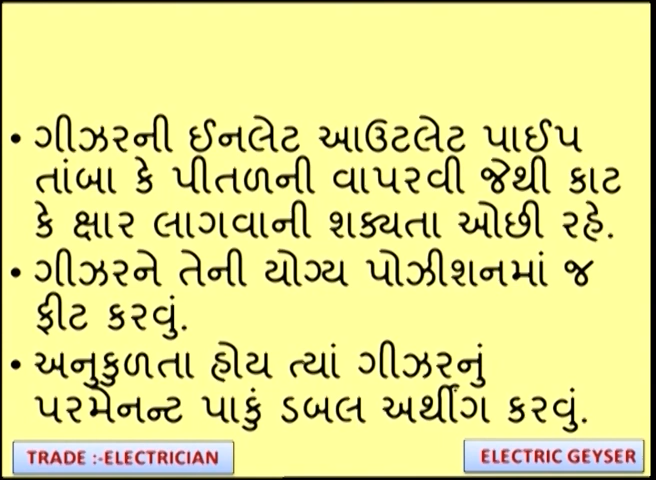 • ગીઝરની ઈનલેટ આઉટલેટ પાઈપ
તાંબા કે પીતળની વાપરવી જેથી કાટ
કે ક્ષાર લાગવાની શક્યતા ઓછી રહે.
• ગીઝરને તેની યોગ્ય પોઝીશનમાં જ
ફીટ કરવું.
• અનુકુળતા હોય ત્યાં ગીઝરનું
પરમેનન્ટ પાકું ડબલ અર્થીંગ કરવું.
TRADE :-ELECTRICIAN
ELECTRIC GEYSER